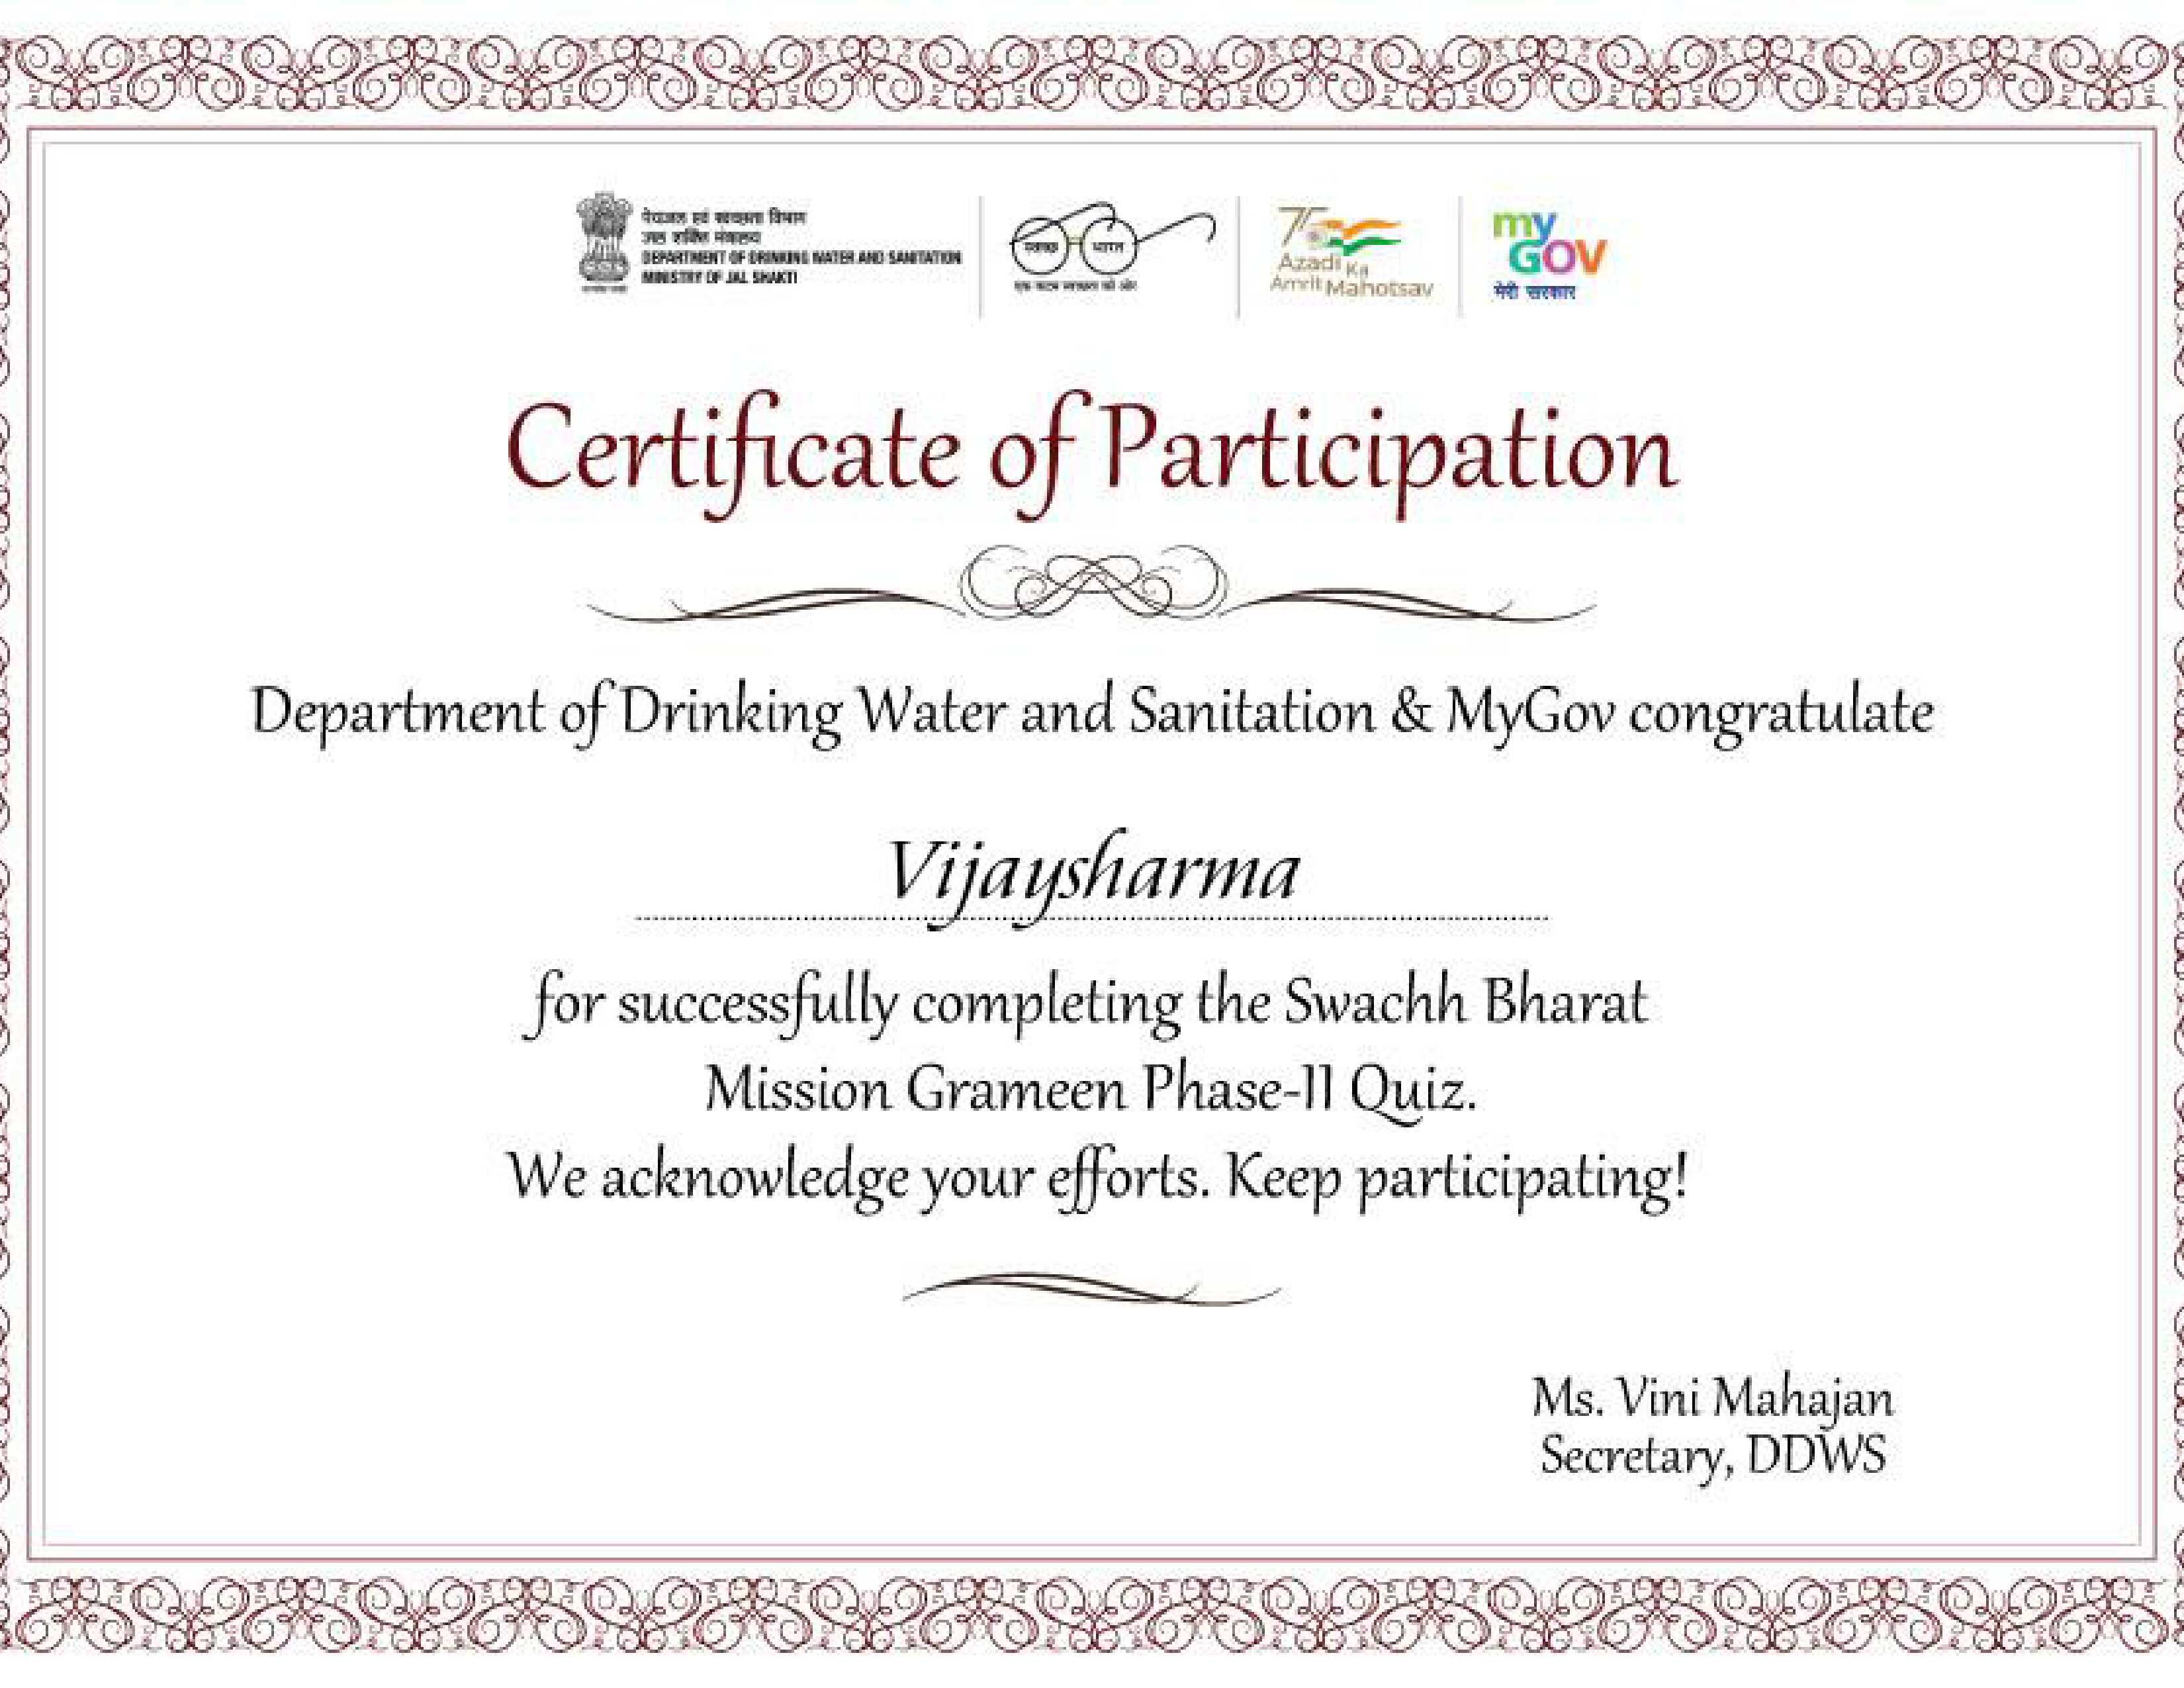 पेयजल एवं स्वच्छता विभाग
जल शक्ति मंत्रालय
DEPARTMENT OF DRINKING WATER AND SANITATION
MINISTRY OF JAL SHAKTI
स्वच्छ भारत
एक कदम स्वच्छता की ओर
75
Azadi Ka
Amrit Mahotsav
my
GOV
मेरी सरकार
Certificate of Participation
Department of Drinking Water and Sanitation & MyGov congratulate
Vijaysharma
for successfully completing the Swachh Bharat
Mission Grameen Phase-II Quiz.
We acknowledge your efforts. Keep participating!
Ms. Vini Mahajan
Secretary, DDWS